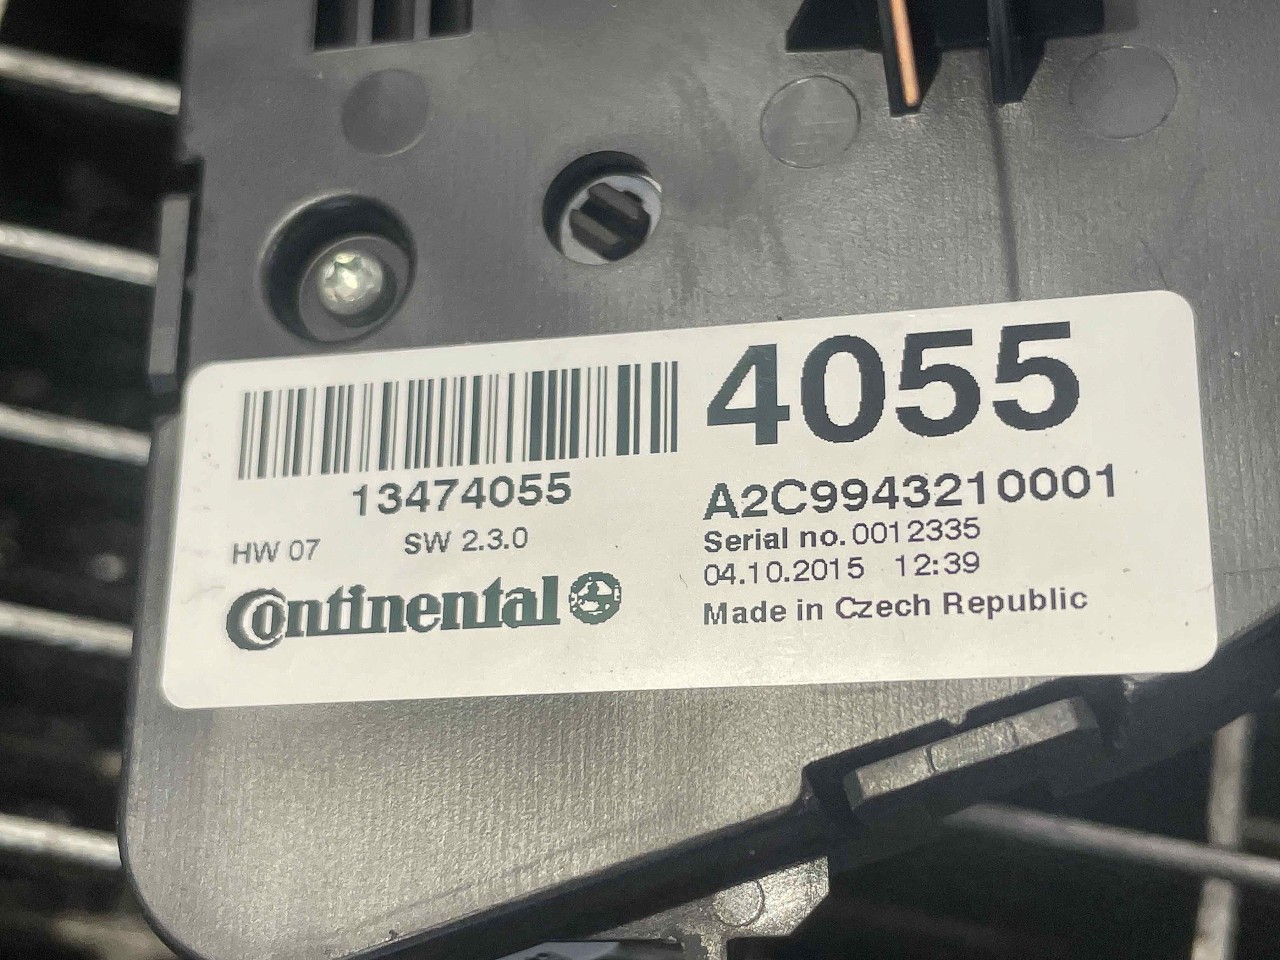 4055
13474055
A2C9943210001
HW 07 SW 2.3.0
Serial no. 0012335
04.10.2015 12:39
Continental
Made in Czech Republic